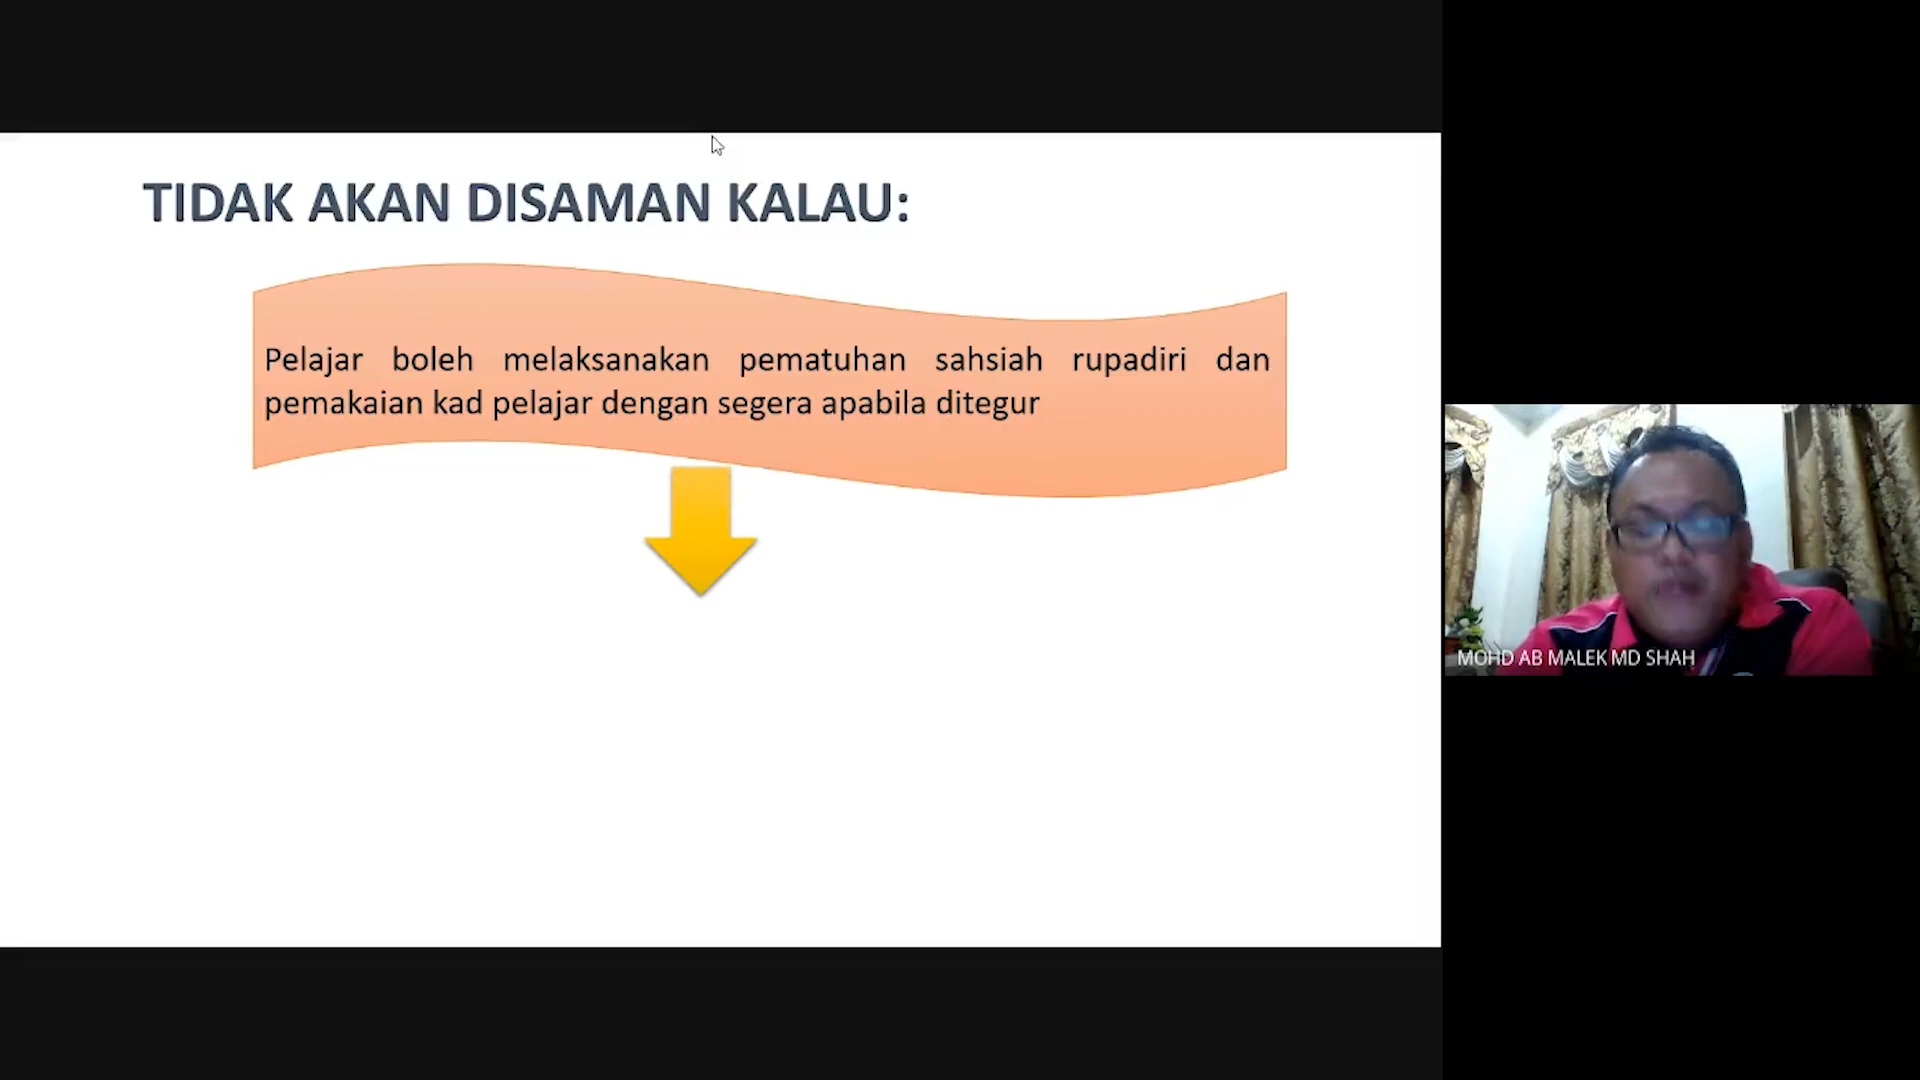 TIDAK AKAN DISAMAN KALAU:
Pelajar boleh melaksanakan pematuhan sahsiah rupadiri dan
pemakaian kad pelajar dengan segera apabila ditegur
MOHD AB MALEK MD SHAH